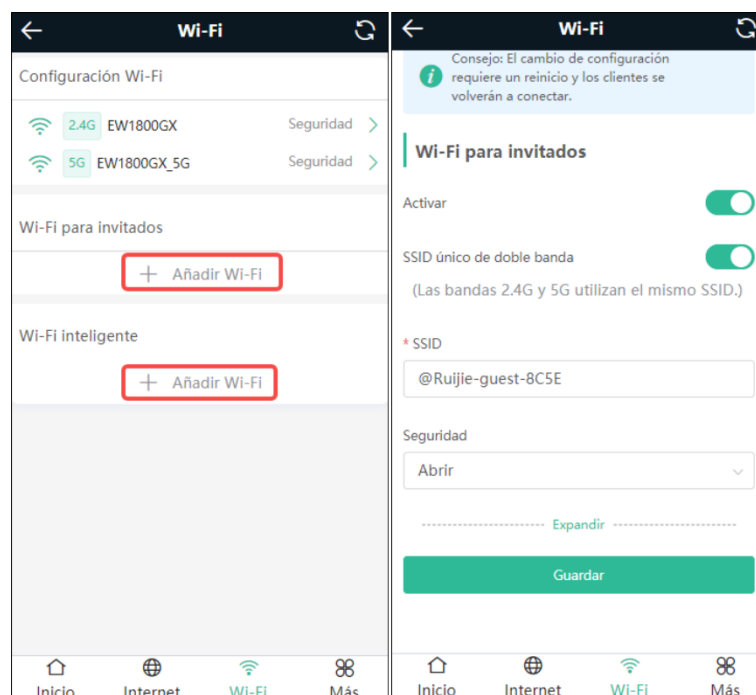 Wi-Fi
Configuración Wi-Fi
2.4G EW1800GX Seguridad
5G EW1800GX_5G Seguridad
Wi-Fi para invitados
+ Añadir Wi-Fi
Wi-Fi inteligente
+ Añadir Wi-Fi
Inicio Internet Wi-Fi Más
Wi-Fi
Consejo: El cambio de configuración
requiere un reinicio y los clientes se
volverán a conectar.
Wi-Fi para invitados
Activar
SSID único de doble banda
(Las bandas 2.4G y 5G utilizan el mismo SSID.)
* SSID
@Ruijie-guest-8C5E
Seguridad
Abrir
Expandir
Guardar
Inicio Internet Wi-Fi Más